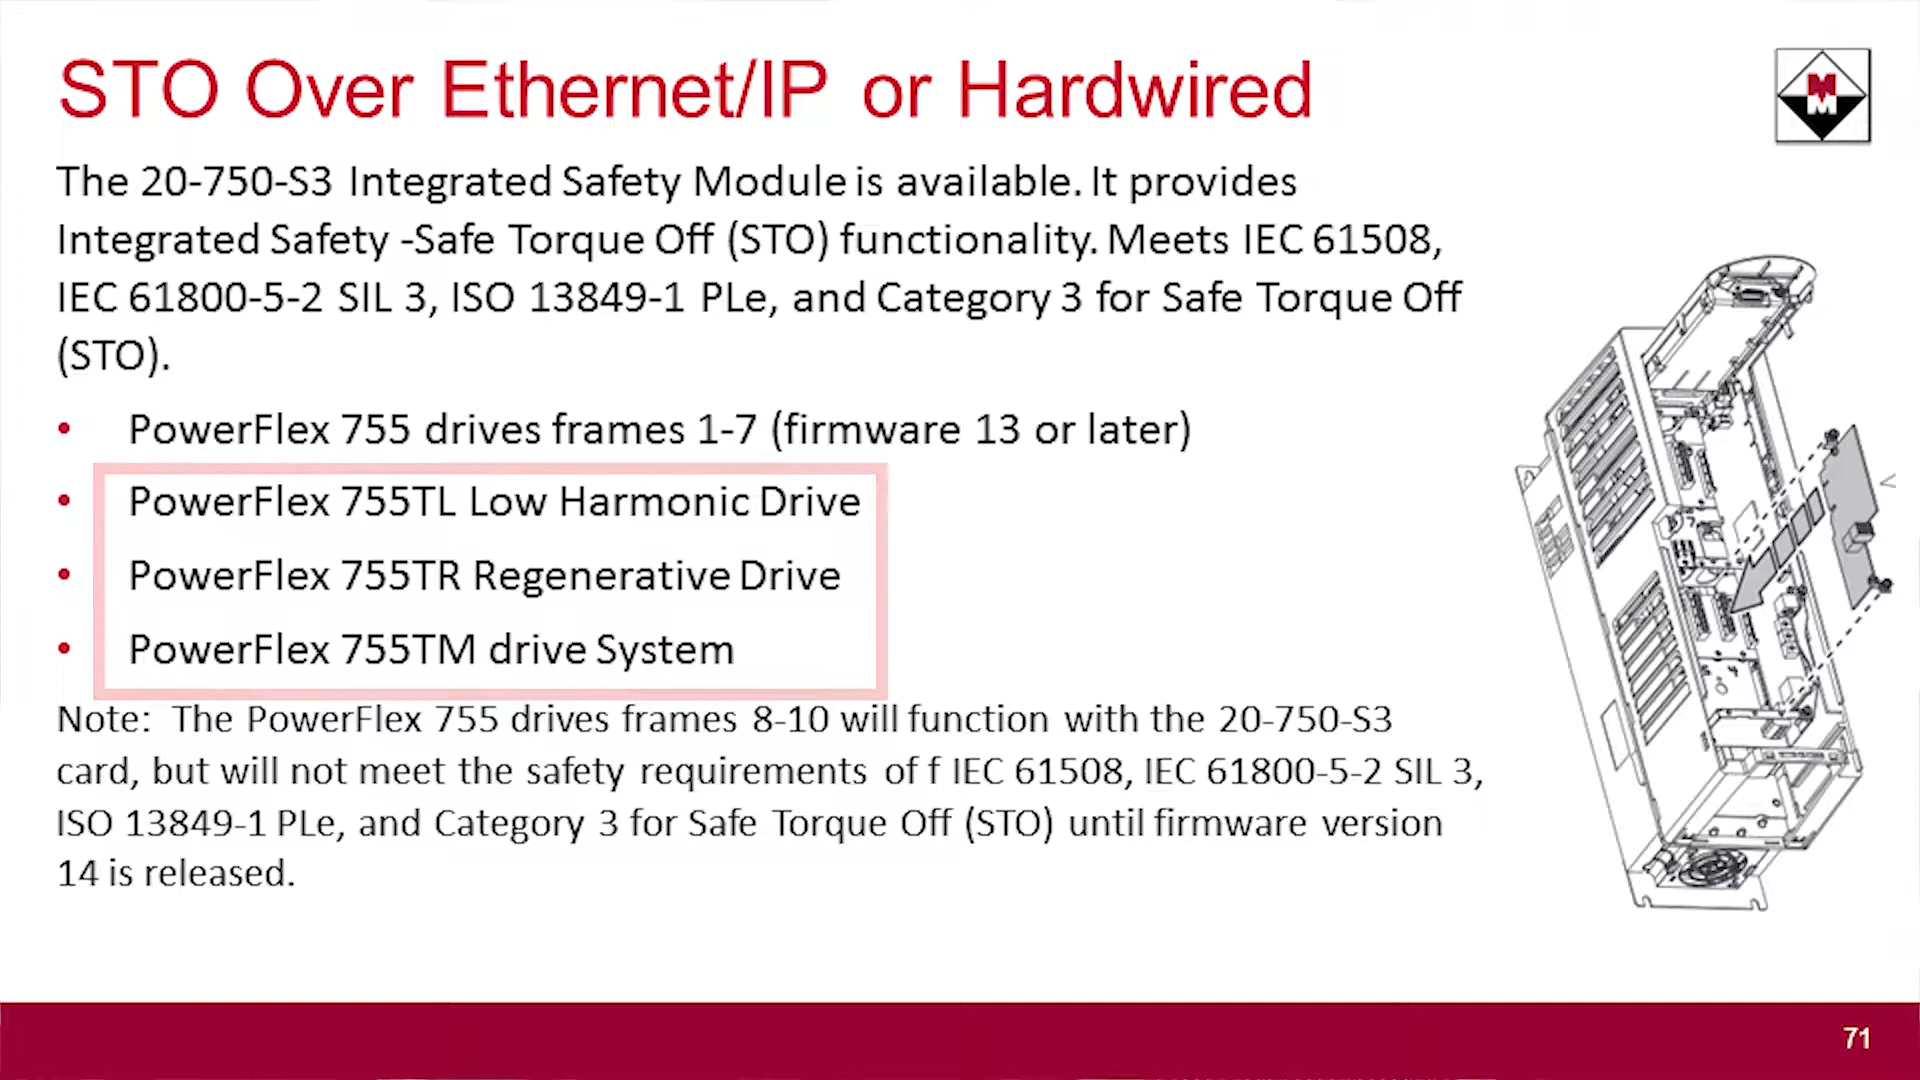 STO Over Ethernet/IP or Hardwired
M
M
The 20-750-S3 Integrated Safety Module is available. It provides
Integrated Safety -Safe Torque Off (STO) functionality. Meets IEC 61508,
IEC 61800-5-2 SIL 3, ISO 13849-1 PLe, and Category 3 for Safe Torque Off
(STO).
• PowerFlex 755 drives frames 1-7 (firmware 13 or later)
• PowerFlex 755TL Low Harmonic Drive
• PowerFlex 755TR Regenerative Drive
• PowerFlex 755TM drive System
Note: The PowerFlex 755 drives frames 8-10 will function with the 20-750-S3
card, but will not meet the safety requirements of f IEC 61508, IEC 61800-5-2 SIL 3,
ISO 13849-1 PLe, and Category 3 for Safe Torque Off (STO) until firmware version
14 is released.
71